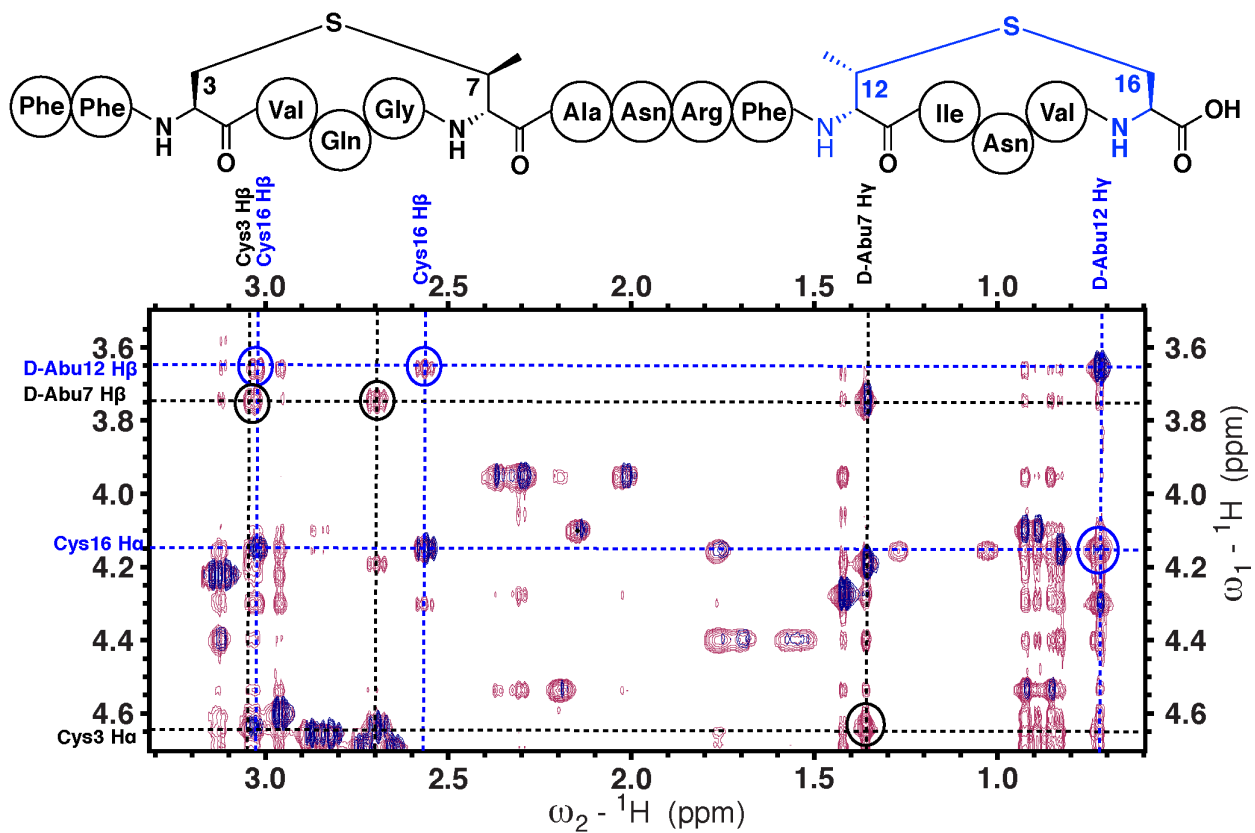 S
S
3
7
12
16
Phe Phe N H O Val Gln Gly N H O Ala Asn Arg Phe N H O Ile Asn Val N H O OH
Cys3 Hβ
Cys16 Hβ
Cys16 Hβ
D-Abu7 Hγ
D-Abu12 Hγ
3.0 2.5 2.0 1.5 1.0
D-Abu12 Hβ
D-Abu7 Hβ
Cys16 Hα
Cys3 Hα
3.6 3.6
3.8 3.8
4.0 4.0
4.2 4.2
4.4 4.4
4.6 4.6
ω1 - 1H (ppm)
3.0 2.5 2.0 1.5 1.0
ω2 - 1H (ppm)